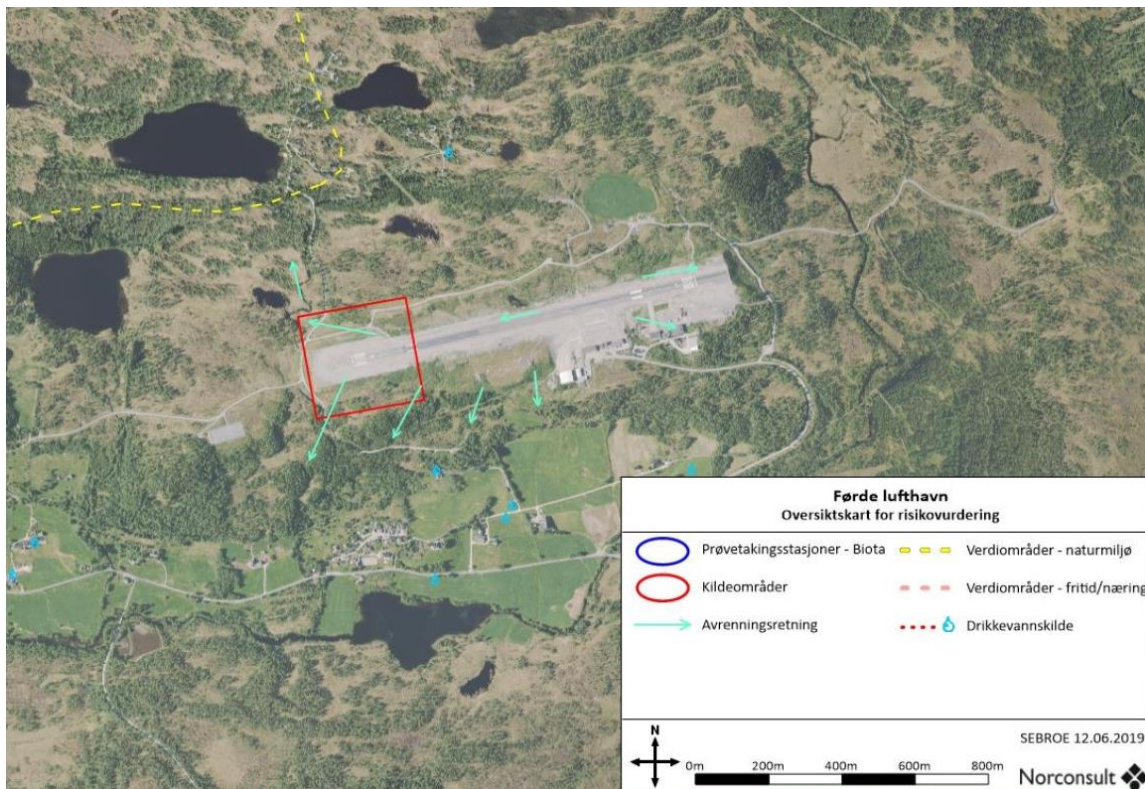 Førde lufthavn
Oversiktskart for risikovurdering
Prøvetakingsstasjoner - Biota
Verdiområder - naturmiljø
Kildeområder
Verdiområder - fritid/næring
Avrenningsretning
Drikkevannskilde
N
SEBROE 12.06.2019
0m 200m 400m 600m 800m
Norconsult